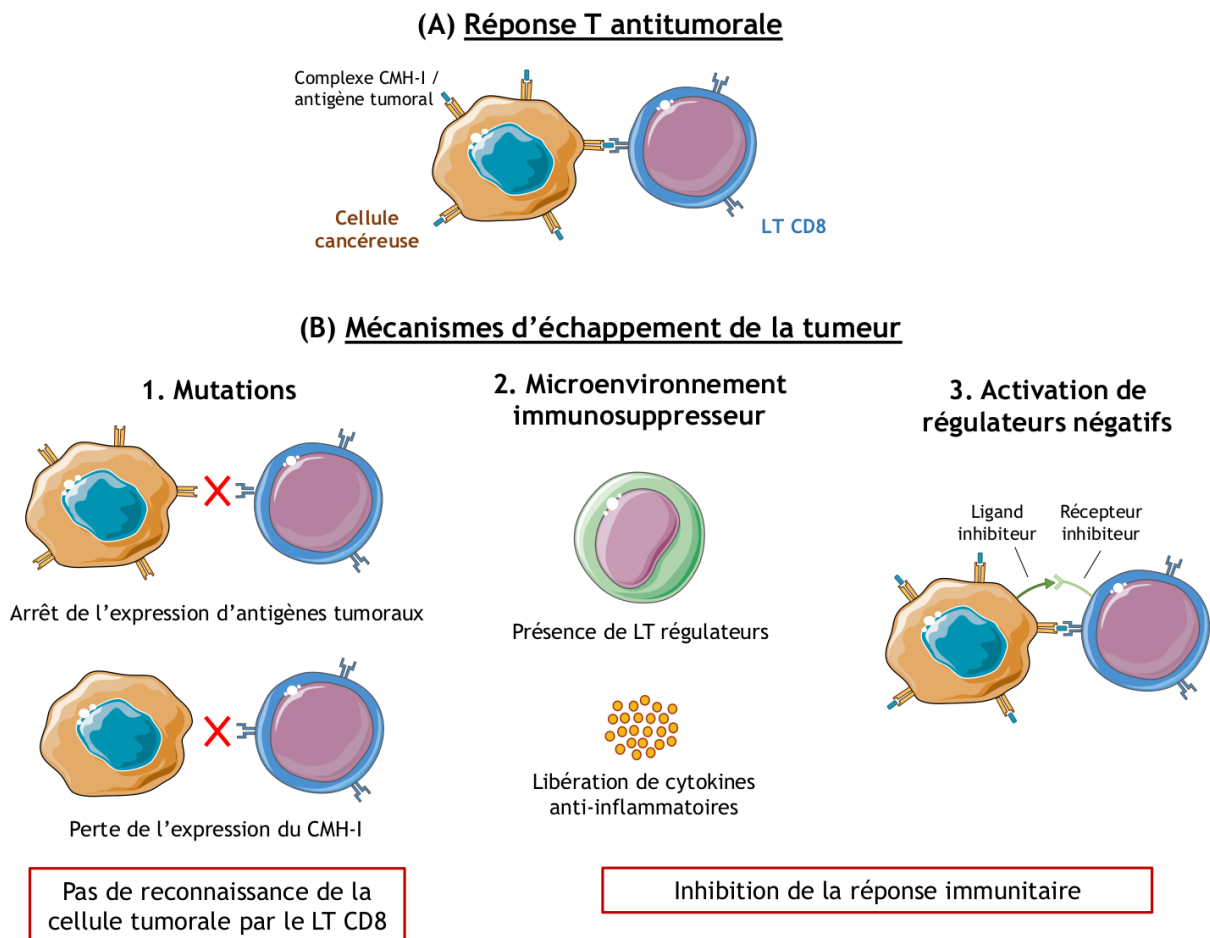 (A) Réponse T antitumorale
Complexe CMH-I /
antigène tumoral
Cellule
cancéreuse
LT CD8
(B) Mécanismes d’échappement de la tumeur
1. Mutations
Arrêt de l’expression d’antigènes tumoraux
Perte de l’expression du CMH-I
Pas de reconnaissance de la
cellule tumorale par le LT CD8
2. Microenvironnement
immunosuppresseur
Présence de LT régulateurs
Libération de cytokines
anti-inflammatoires
3. Activation de
régulateurs négatifs
Ligand
inhibiteur
Récepteur
inhibiteur
Inhibition de la réponse immunitaire